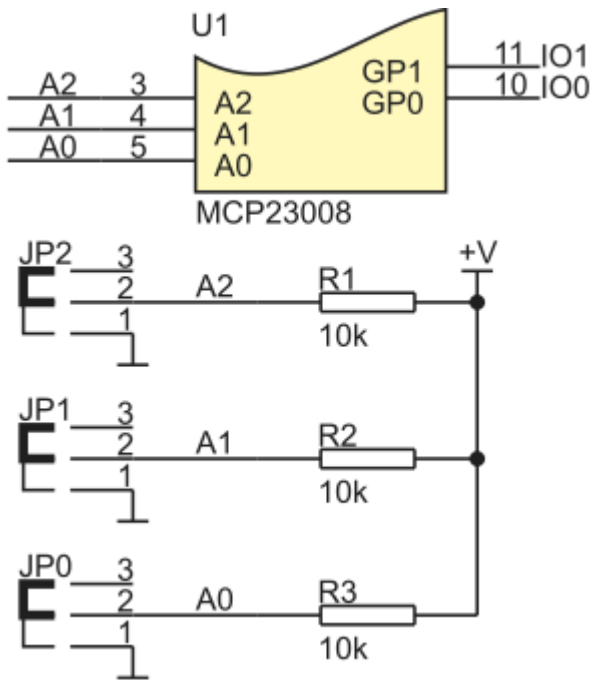 U1
GP1 11 IO1
GP0 10 IO0
A2 3 A2
A1 4 A1
A0 5 A0
MCP23008
+V
JP2 3
2 A2 R1
1 10k
JP1 3
2 A1 R2
1 10k
JP0 3
2 A0 R3
1 10k